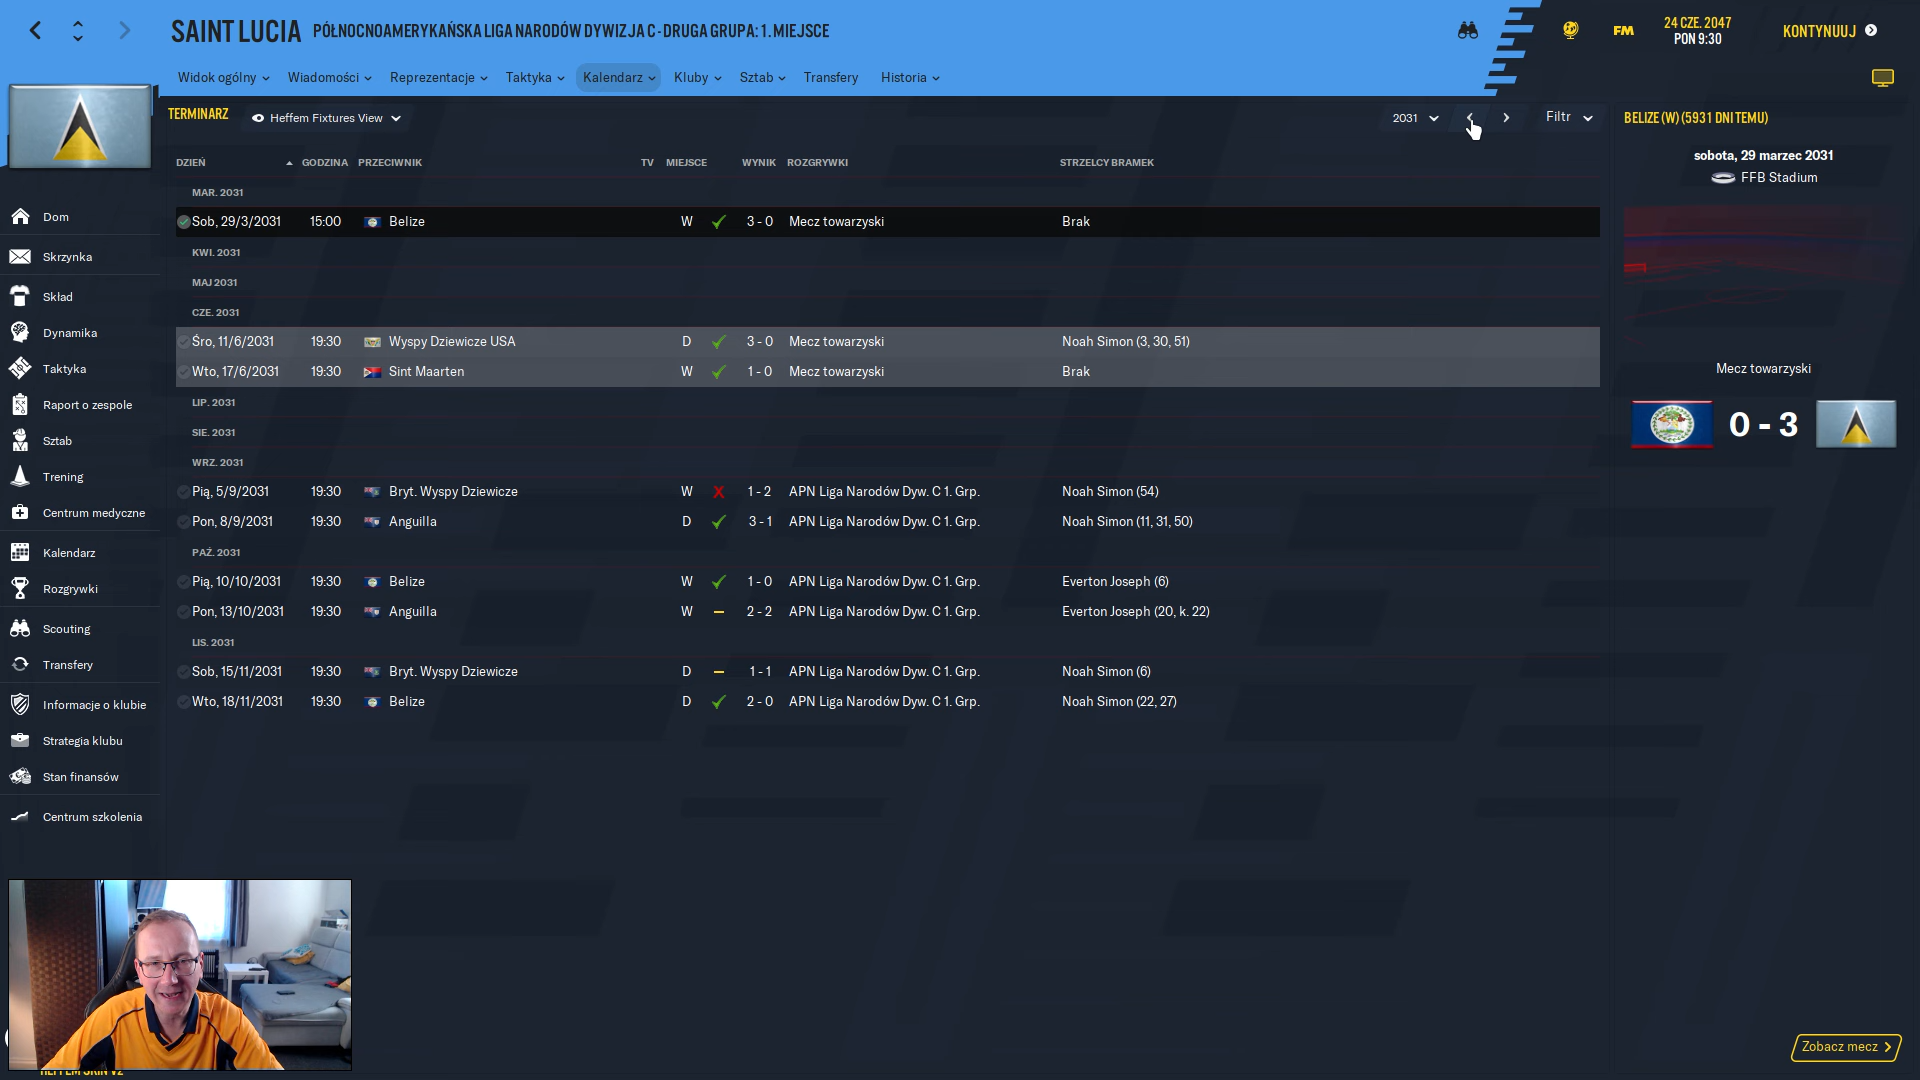 SAINT LUCIA
PÓŁNOCNOAMERYKAŃSKA LIGA NARODÓW DYWIZJA C - DRUGA GRUPA: 1. MIEJSCE
FM
24 CZE. 2047
PON 9:30
KONTYNUUJ
Widok ogólny
Wiadomości
Reprezentacje
Taktyka
Kalendarz
Kluby
Sztab
Transfery
Historia
TERMINARZ
Heffem Fixtures View
2031
Filtr
DZIEŃ GODZINA PRZECIWNIK TV MIEJSCE WYNIK ROZGRYWKI STRZELCY BRAMEK
MAR. 2031
Sob, 29/3/2031 15:00 Belize W 3 - 0 Mecz towarzyski Brak
KWI. 2031
MAJ 2031
CZE. 2031
Śro, 11/6/2031 19:30 Wyspy Dziewicze USA D 3 - 0 Mecz towarzyski Noah Simon (3, 30, 51)
Wto, 17/6/2031 19:30 Sint Maarten W 1 - 0 Mecz towarzyski Brak
LIP. 2031
SIE. 2031
WRZ. 2031
Pią, 5/9/2031 19:30 Bryt. Wyspy Dziewicze W 1 - 2 APN Liga Narodów Dyw. C 1. Grp. Noah Simon (54)
Pon, 8/9/2031 19:30 Anguilla D 3 - 1 APN Liga Narodów Dyw. C 1. Grp. Noah Simon (11, 31, 50)
PAŹ. 2031
Pią, 10/10/2031 19:30 Belize W 1 - 0 APN Liga Narodów Dyw. C 1. Grp. Everton Joseph (6)
Pon, 13/10/2031 19:30 Anguilla W 2 - 2 APN Liga Narodów Dyw. C 1. Grp. Everton Joseph (20, k. 22)
LIS. 2031
Sob, 15/11/2031 19:30 Bryt. Wyspy Dziewicze D 1 - 1 APN Liga Narodów Dyw. C 1. Grp. Noah Simon (6)
Wto, 18/11/2031 19:30 Belize D 2 - 0 APN Liga Narodów Dyw. C 1. Grp. Noah Simon (22, 27)
BELIZE (W) (5931 DNI TEMU)
sobota, 29 marzec 2031
FFB Stadium
Mecz towarzyski
0 - 3
Zobacz mecz
Dom
Skrzynka
Skład
Dynamika
Taktyka
Raport o zespole
Sztab
Trening
Centrum medyczne
Kalendarz
Rozgrywki
Scouting
Transfery
Informacje o klubie
Strategia klubu
Stan finansów
Centrum szkolenia
HEFFEM SKIN V2